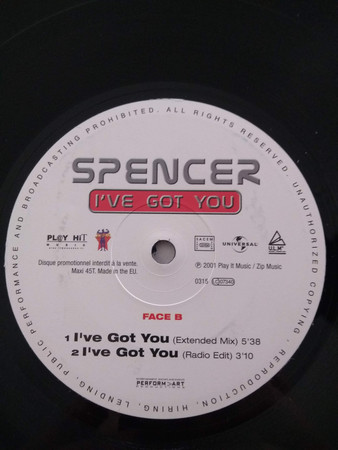 PUBLIC PERFORMANCE AND BROADCASTING PROHIBITED. ALL RIGHTS RESERVED. UNAUTHORIZED COPYING - REPRODUCTION, HIRING, LENDING,
SPENCER
I'VE GOT YOU
PLAY HIT
MUSIC
SACEM
UNIVERSAL
U.L.M
Disque promotionnel interdit à la vente.
Maxi 45T. Made in the EU.
℗ 2001 Play It Music / Zip Music
0315
FACE B
1 I've Got You (Extended Mix) 5'38
2 I've Got You (Radio Edit) 3'10
PERFORM>ART
PRODUCTIONS